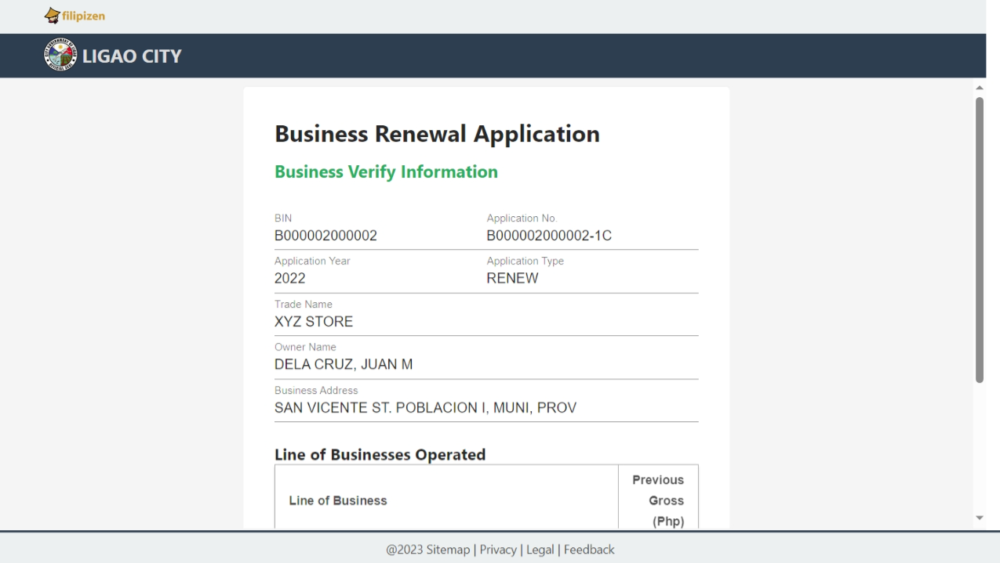 filipizen
LIGAO CITY
Business Renewal Application
Business Verify Information
BIN
B000002000002
Application No.
B000002000002-1C
Application Year
2022
Application Type
RENEW
Trade Name
XYZ STORE
Owner Name
DELA CRUZ, JUAN M
Business Address
SAN VICENTE ST. POBLACION I, MUNI, PROV
Line of Businesses Operated
Line of Business
Previous
Gross
(Php)
@2023 Sitemap | Privacy | Legal | Feedback